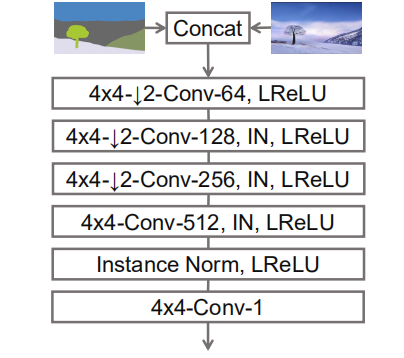 Concat
4x4-↓2-Conv-64, LReLU
4x4-↓2-Conv-128, IN, LReLU
4x4-↓2-Conv-256, IN, LReLU
4x4-Conv-512, IN, LReLU
Instance Norm, LReLU
4x4-Conv-1